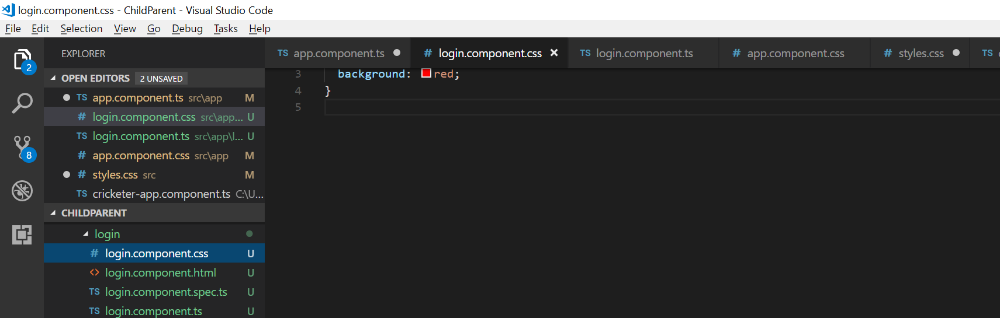 login.component.css - ChildParent - Visual Studio Code
File Edit Selection View Go Debug Tasks Help
EXPLORER
TS app.component.ts # login.component.css TS login.component.ts # app.component.css # styles.css TS
2
OPEN EDITORS 2 UNSAVED
TS app.component.ts src\app M
# login.component.css src\app... U
TS login.component.ts src\app\l... U
# app.component.css src\app M
# styles.css src M
TS cricketer-app.component.ts C:\U...
8
CHILDPARENT
login
# login.component.css U
<> login.component.html U
TS login.component.spec.ts U
TS login.component.ts U
3 background: red;
4 }
5